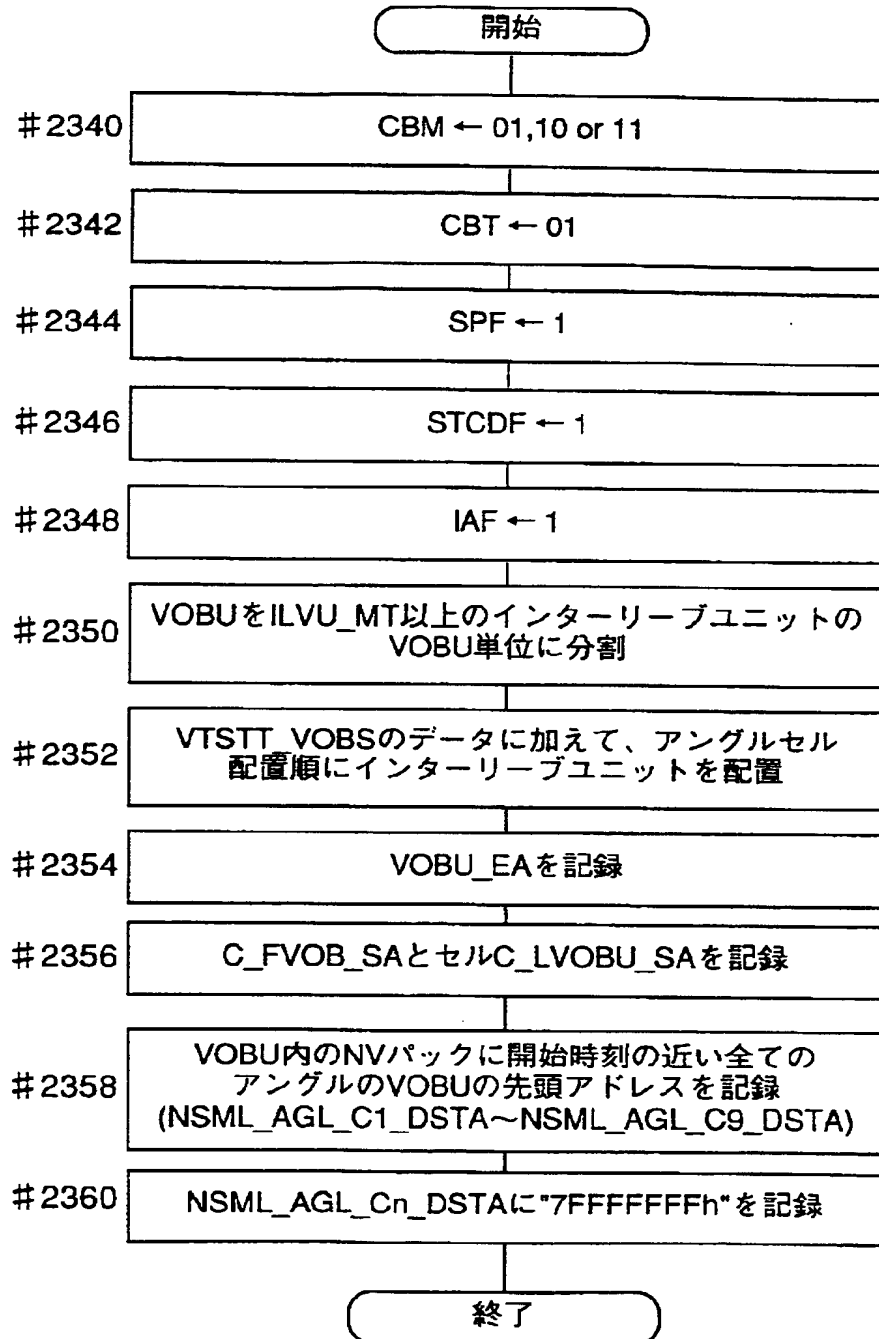 開始
#2340
CBM ← 01,10 or 11
#2342
CBT ← 01
#2344
SPF ← 1
#2346
STCDF ← 1
#2348
IAF ← 1
#2350
VOBUをILVU_MT以上のインターリーブユニットの
VOBU単位に分割
#2352
VTSTT_VOBSのデータに加えて、アングルセル
配置順にインターリーブユニットを配置
#2354
VOBU_EAを記録
#2356
C_FVOB_SAとセルC_LVOBU_SAを記録
#2358
VOBU内のNVパックに開始時刻の近い全ての
アングルのVOBUの先頭アドレスを記録
(NSML_AGL_C1_DSTA～NSML_AGL_C9_DSTA)
#2360
NSML_AGL_Cn_DSTAに"7FFFFFFFh"を記録
終了